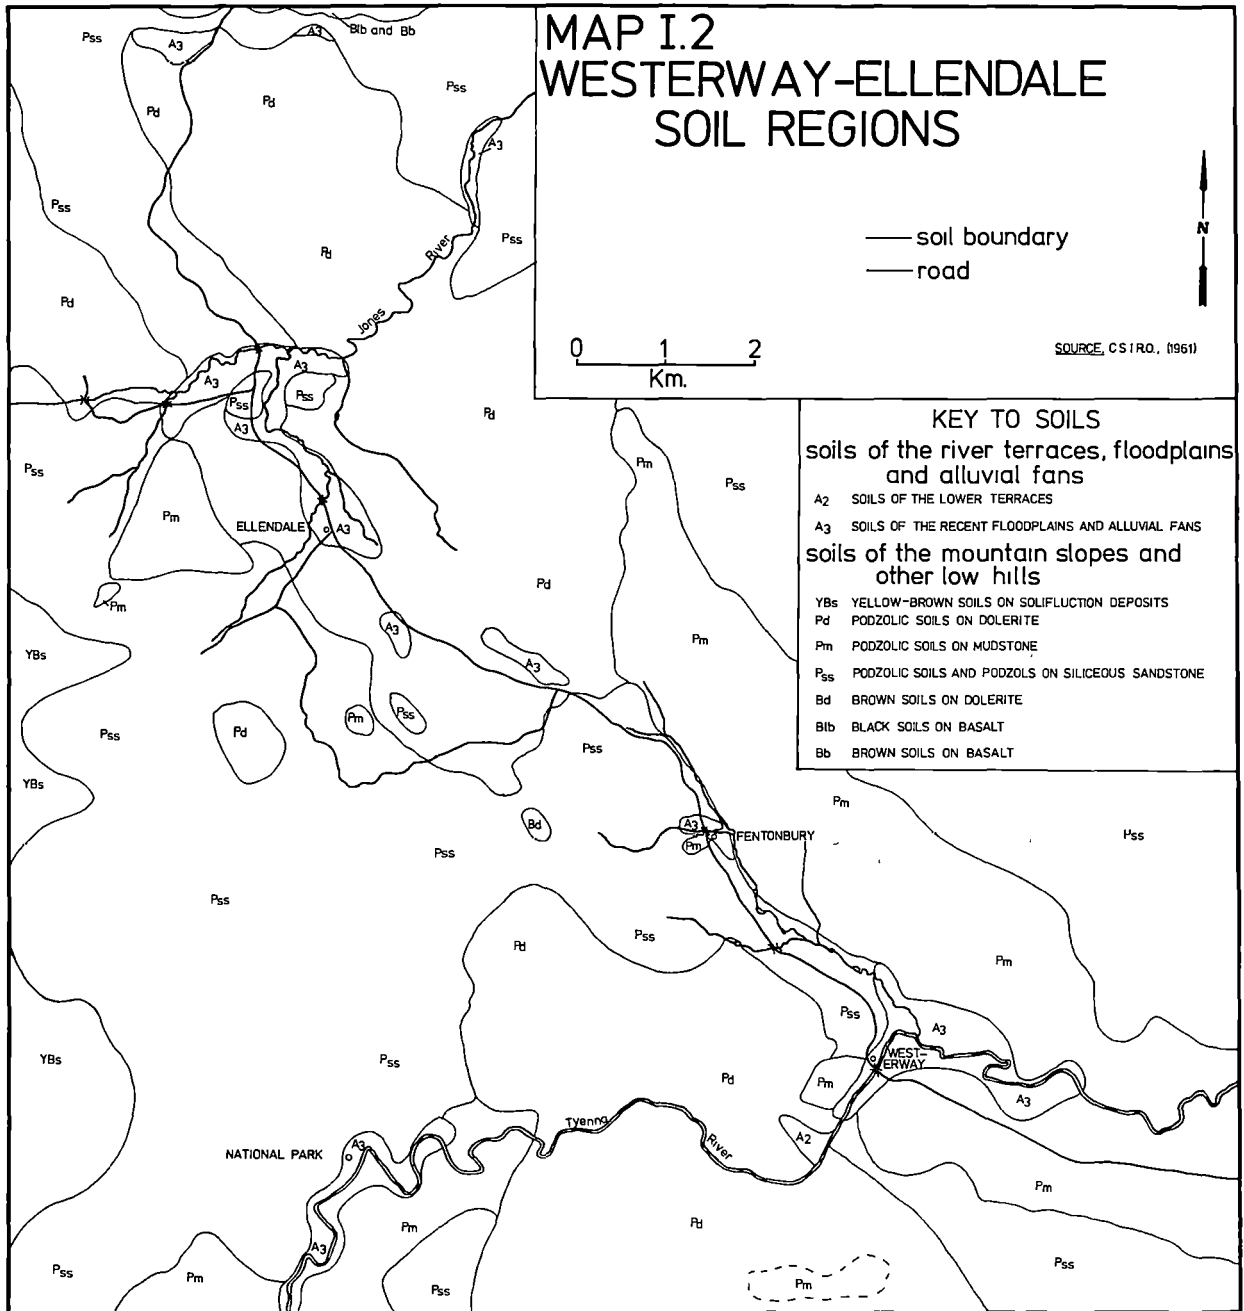 MAP I.2
WESTERWAY-ELLENDALE
SOIL REGIONS
soil boundary
road
N
0 1 2
Km.
SOURCE, CSIRO., (1961)
KEY TO SOILS
soils of the river terraces, floodplains
and alluvial fans
A2 SOILS OF THE LOWER TERRACES
A3 SOILS OF THE RECENT FLOODPLAINS AND ALLUVIAL FANS
soils of the mountain slopes and
other low hills
YBs YELLOW-BROWN SOILS ON SOLIFLUCTION DEPOSITS
Pd PODZOLIC SOILS ON DOLERITE
Pm PODZOLIC SOILS ON MUDSTONE
Pss PODZOLIC SOILS AND PODZOLS ON SILICEOUS SANDSTONE
Bd BROWN SOILS ON DOLERITE
Blb BLACK SOILS ON BASALT
Bb BROWN SOILS ON BASALT
Pss
A3
A3
Blb and Bb
Pss
Pd
Pd
A3
Pss
Pss
Pd
River
Jones
Pd
A3
A3
Pss
Pss
A3
Pd
Pss
Pm
Pss
Pm
ELLENDALE
A3
Pm
Pd
A3
Pm
YBs
A3
Pm
Pss
Pss
Pd
Pss
YBs
Pm
Bd
A3
FENTONBURY
Pm
Pss
Pss
Pss
Pd
Pss
Pm
Pss
A3
YBs
Pss
WEST-
ERWAY
Pd
Pm
A3
Tyenna
River
A2
NATIONAL PARK
A3
Pm
Pm
Pd
A3
Pss
Pm
Pss
Pm
Pss